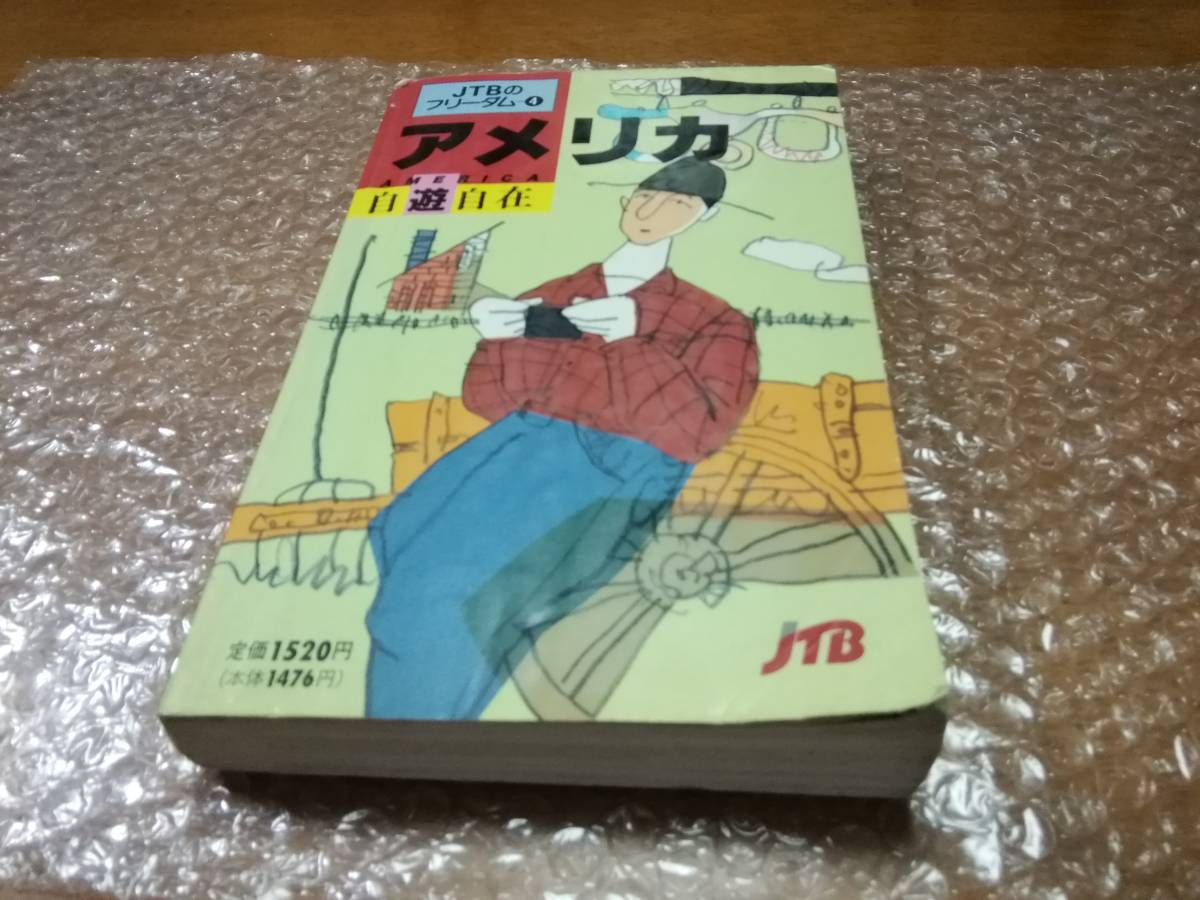 JTBの
フリーダム④
アメリカ
AMERICA
自遊自在
定価1520円
(本体1476円)
JTB